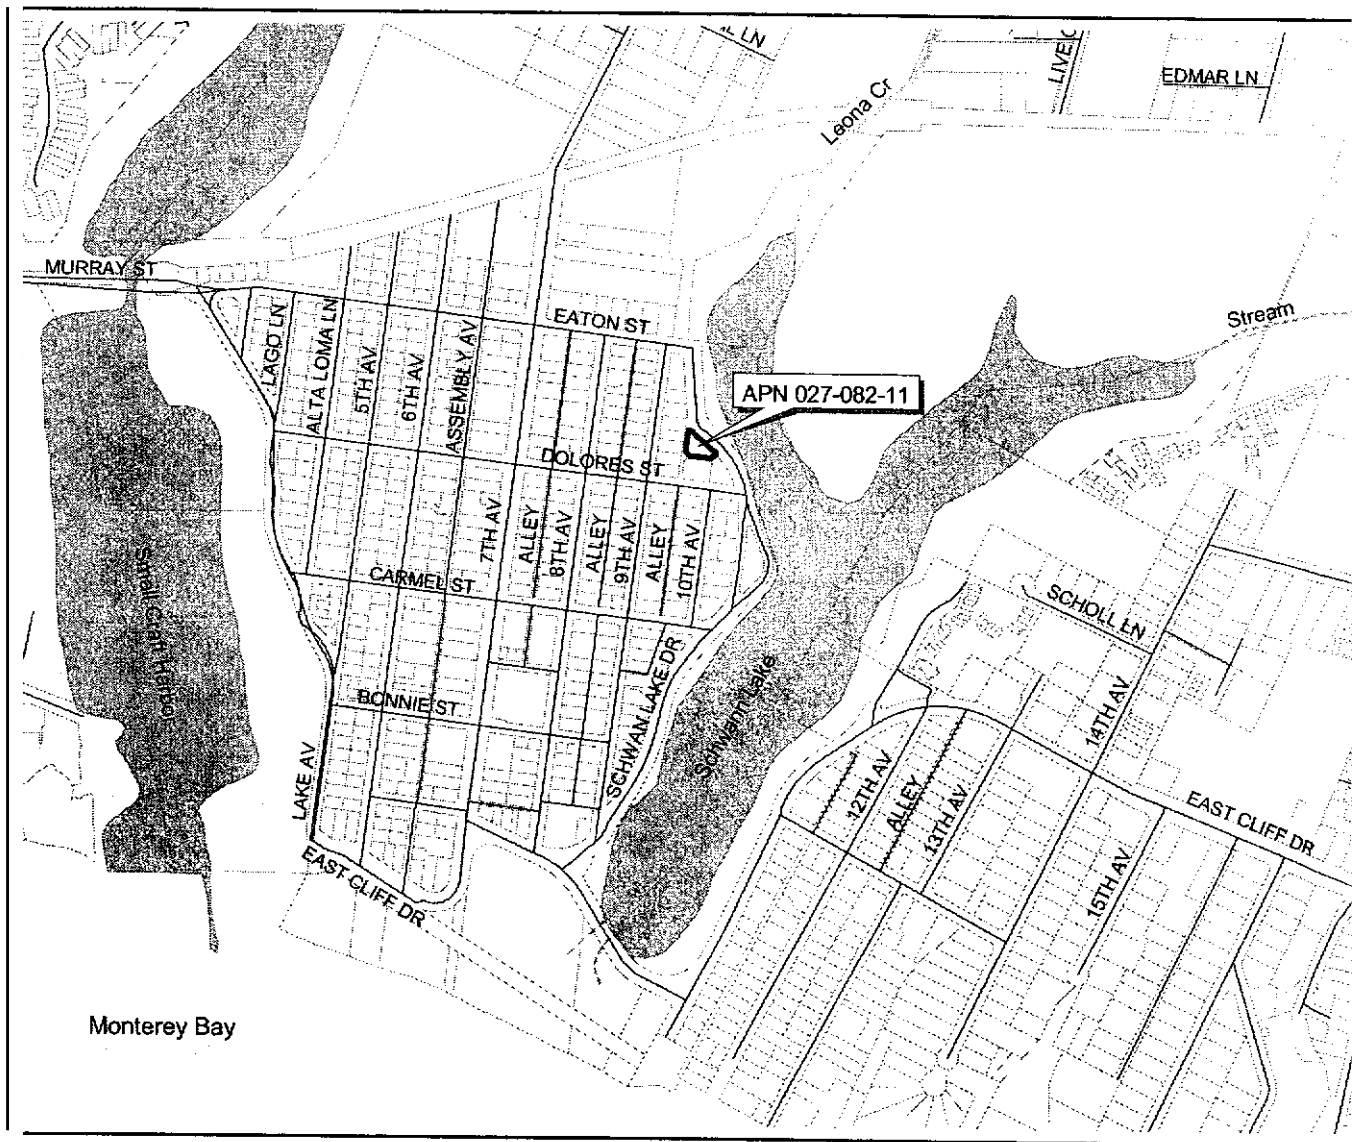 LN
LIVE
EDMAR LN
Leona Cr
MURRAY ST
Stream
EATON ST
LAGO LN
ALTA LOMA LN
5TH AV
6TH AV
ASSEMBLY AV
APN 027-082-11
DOLORES ST
7TH AV
ALLEY
8TH AV
ALLEY
9TH AV
ALLEY
10TH AV
Small Craft Harbor
CARMEL ST
SCHOLL LN
SCHWAN LAKE DR
Schwann Lake
14TH AV
BONNIE ST
LAKE AV
12TH AV
ALLEY
13TH AV
EAST CLIFF DR
15TH AV
EAST CLIFF DR
Monterey Bay